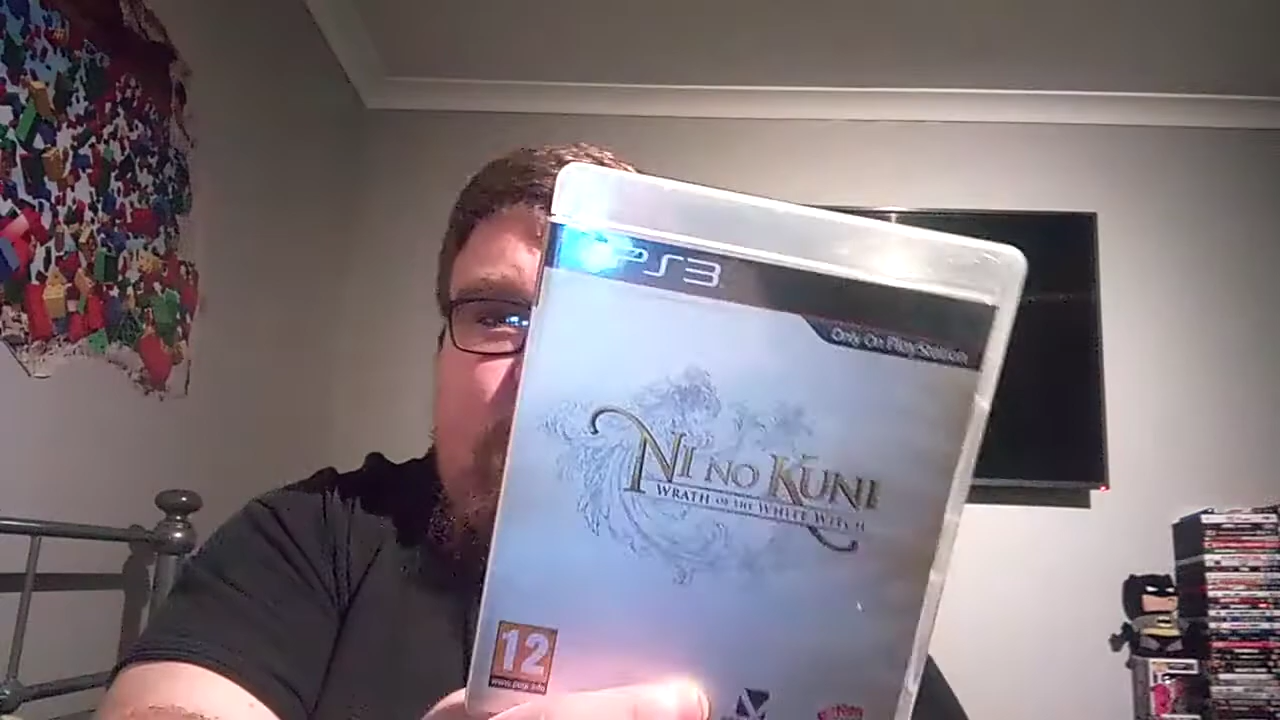 PS3
Only On PlayStation
Ni no Kuni
Wrath of the White Witch
12
www.pegi.info